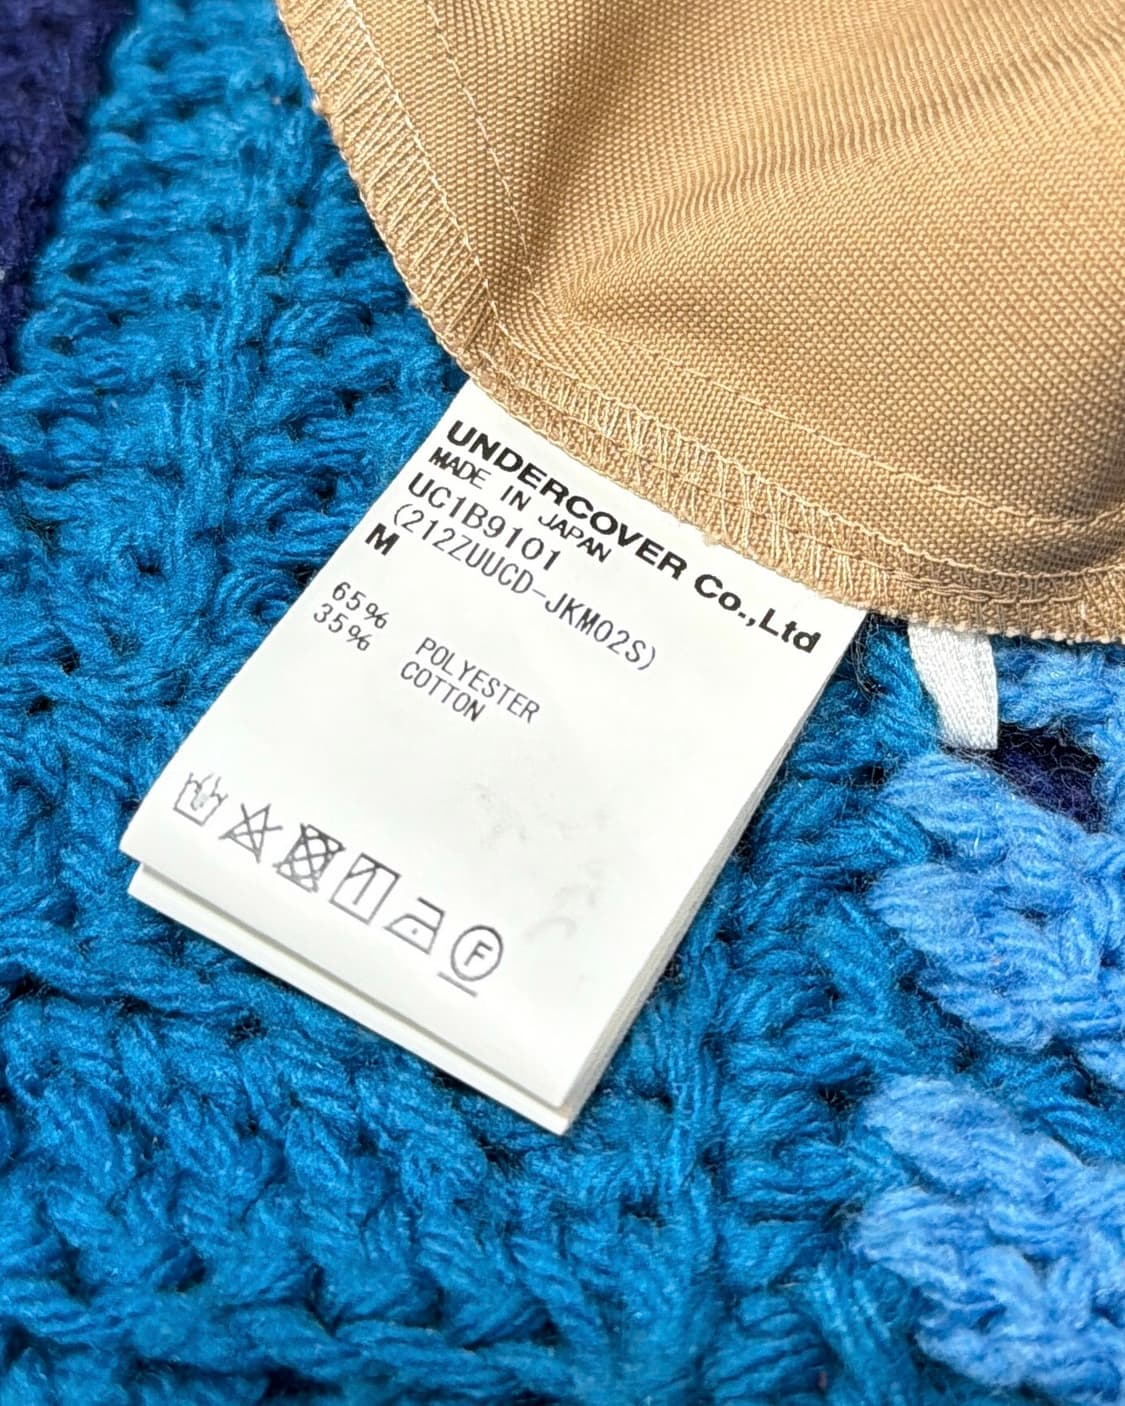 UNDERCOVER Co.,Ltd
MADE IN JAPAN
UC1B9101
(212ZUUCD-JKM02S)
M
65% POLYESTER
35% COTTON
F